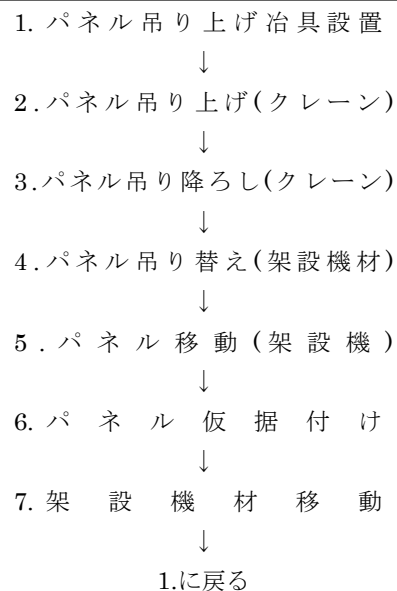 1. パネル吊り上げ冶具設置
↓
2.パネル吊り上げ(クレーン)
↓
3.パネル吊り降ろし(クレーン)
↓
4.パネル吊り替え(架設機材)
↓
5.パネル移動(架設機)
↓
6. パネル仮据付け
↓
7. 架設機材移動
↓
1.に戻る